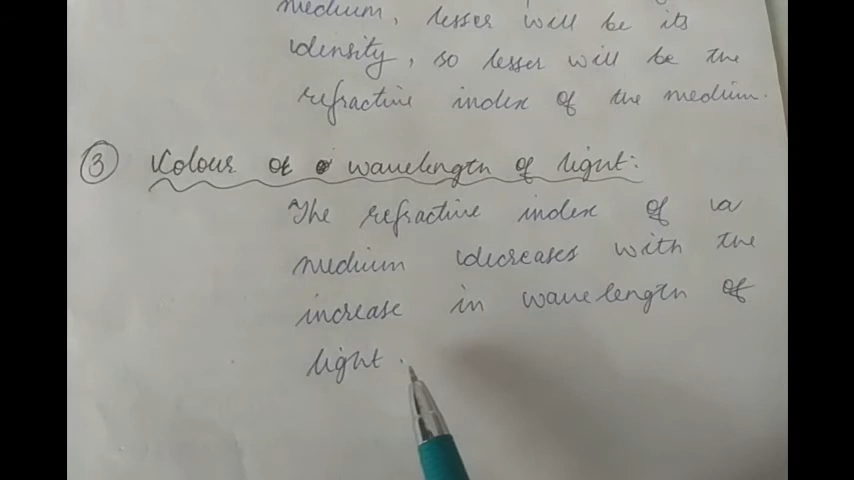 medium, lesser will be its
density, so lesser will be the
refractive index of the medium.
③ Colour of wavelength of light:
The refractive index of a
medium decreases with the
increase in wavelength of
light.